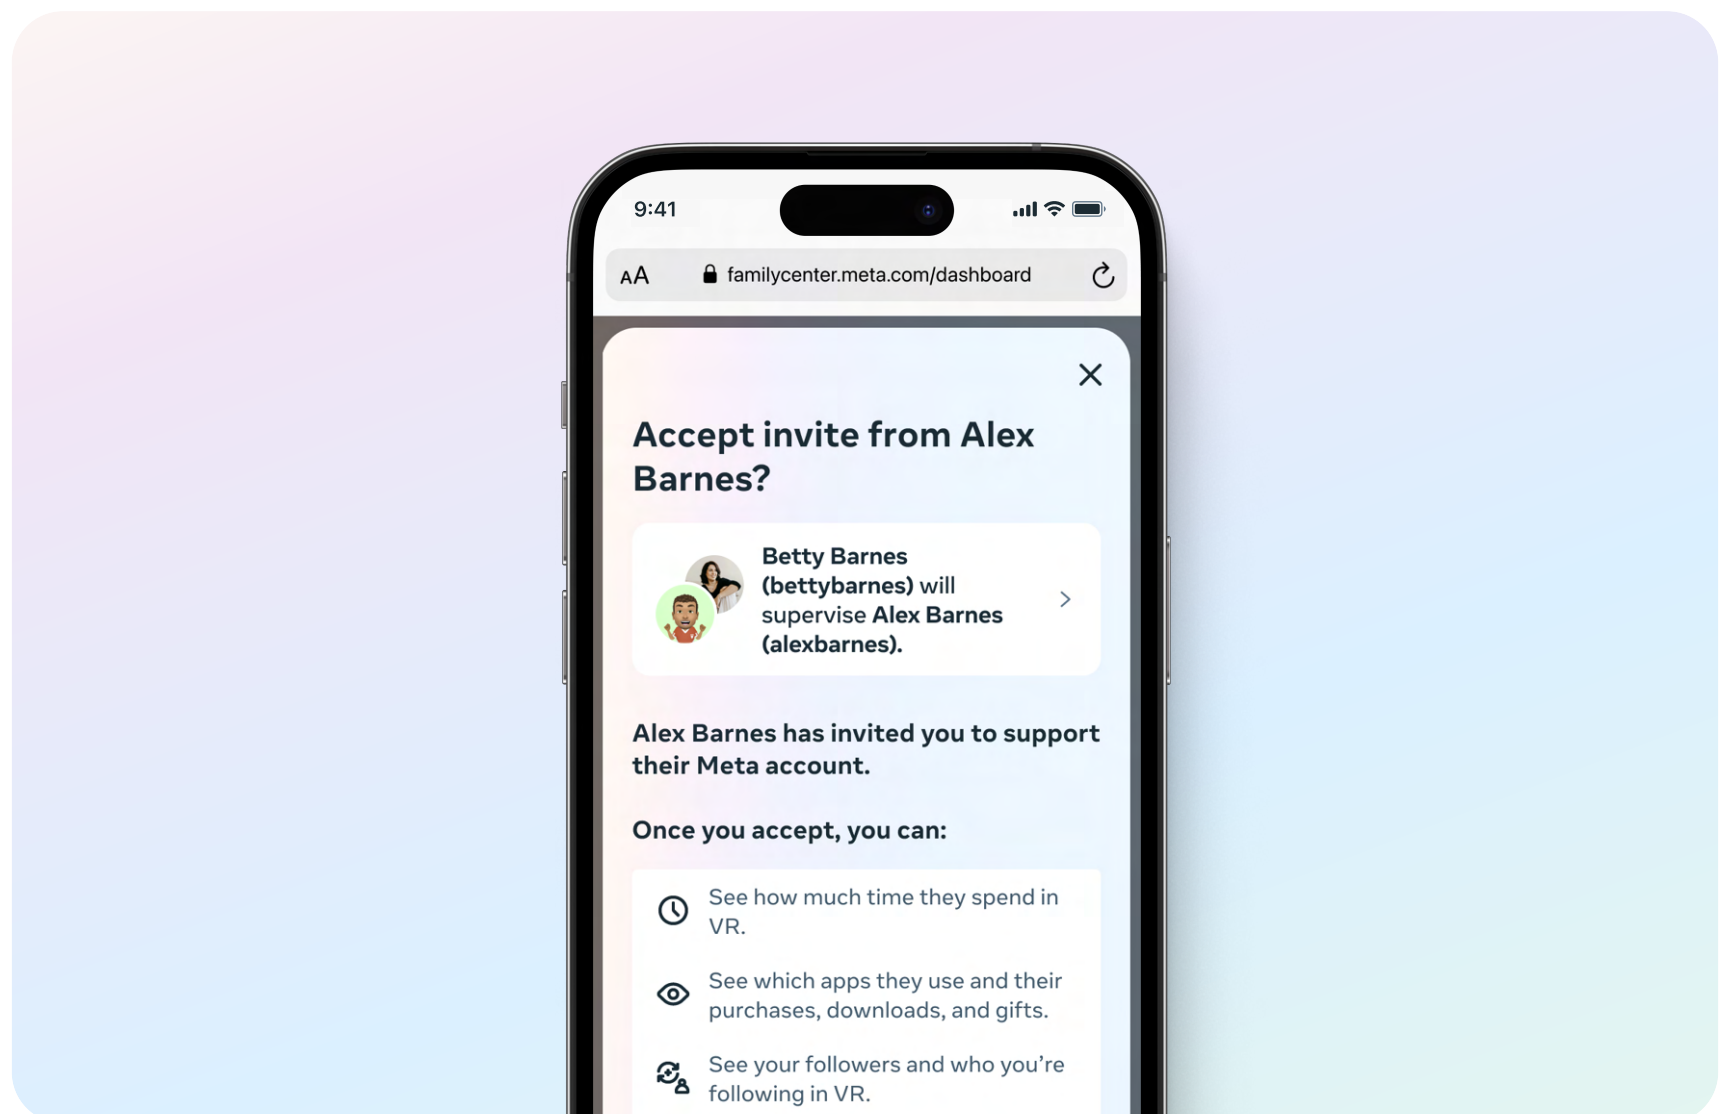 9:41
AA familycenter.meta.com/dashboard
Accept invite from Alex
Barnes?
Betty Barnes
(bettybarnes) will
supervise Alex Barnes
(alexbarnes).
Alex Barnes has invited you to support
their Meta account.
Once you accept, you can:
See how much time they spend in
VR.
See which apps they use and their
purchases, downloads, and gifts.
See your followers and who you’re
following in VR.